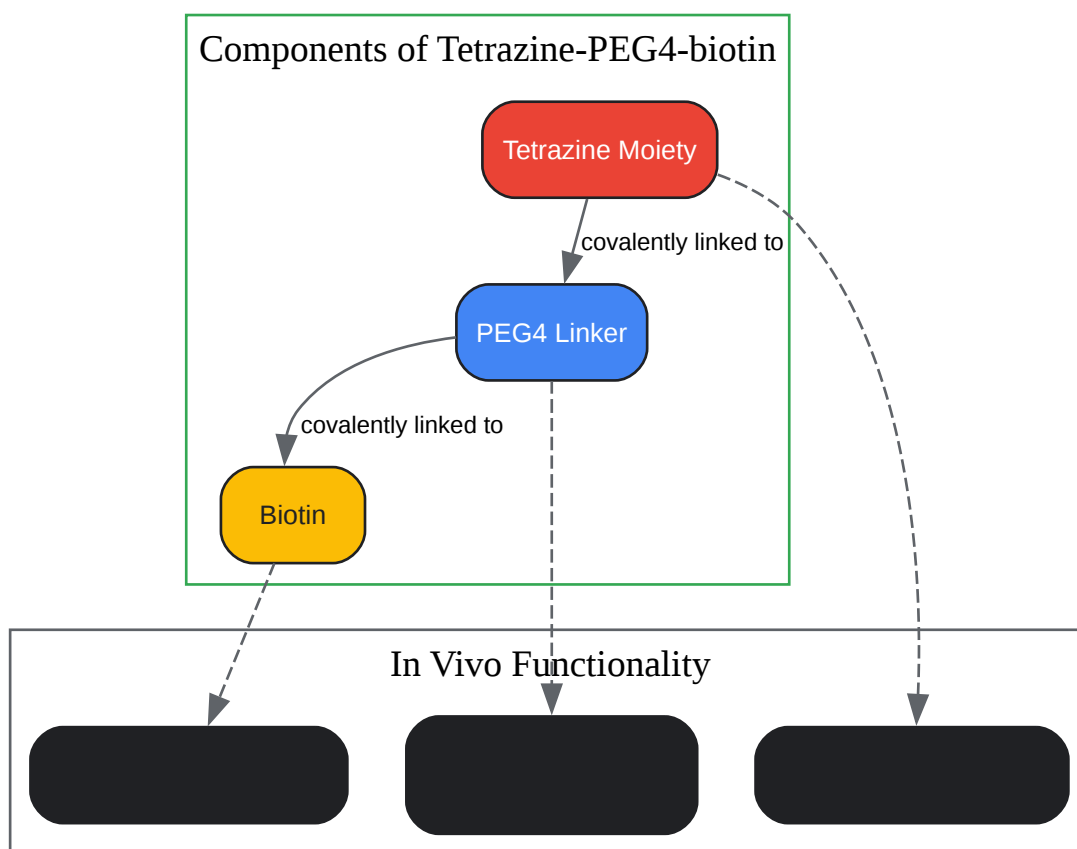 Components of Tetrazine-PEG4-biotin
Tetrazine Moiety
covalently linked to
PEG4 Linker
covalently linked to
Biotin
In Vivo Functionality